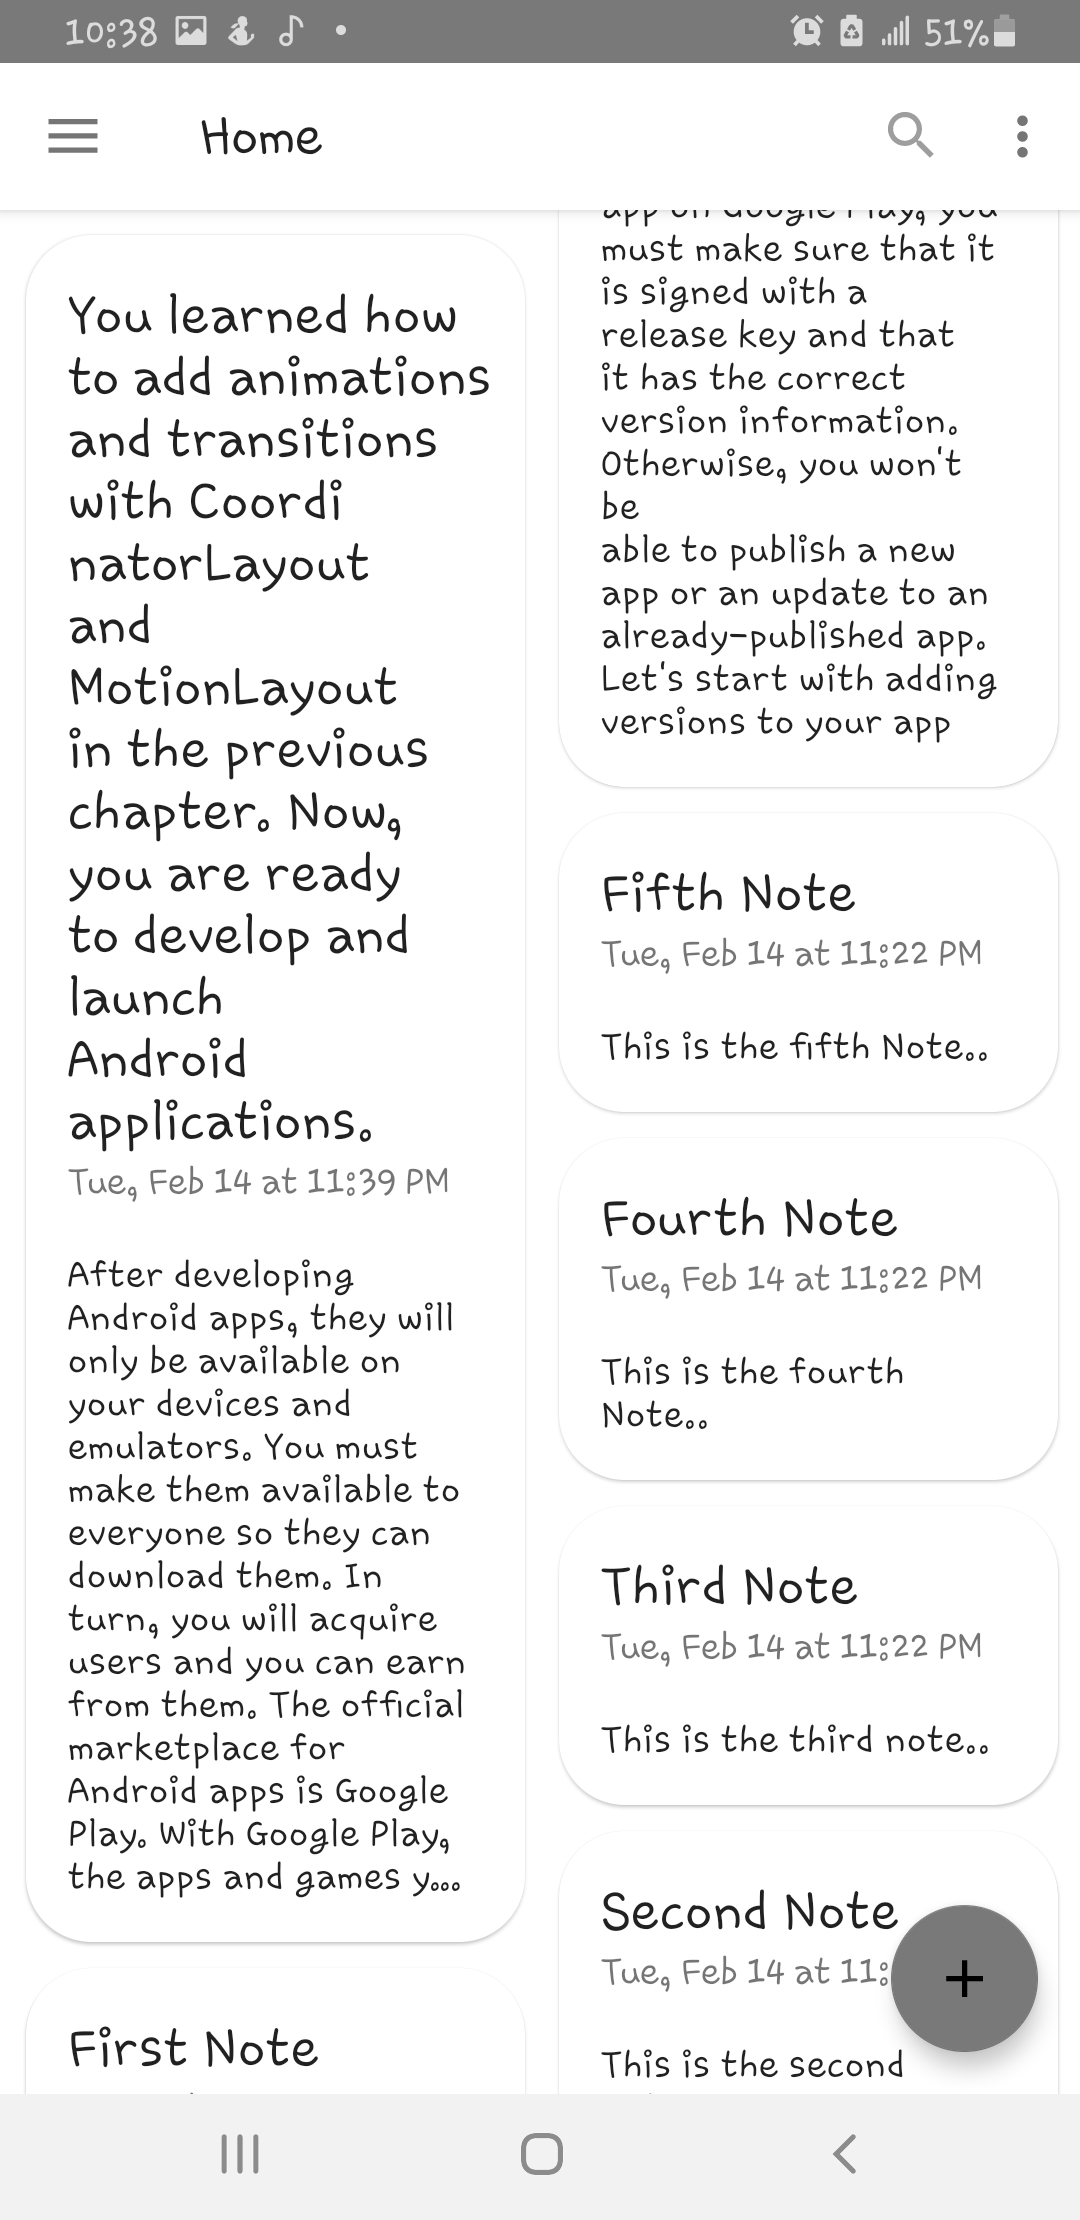 10:38
51%
Home
You learned how
to add animations
and transitions
with Coordi
natorLayout
and
MotionLayout
in the previous
chapter. Now,
you are ready
to develop and
launch
Android
applications.
Tue, Feb 14 at 11:39 PM
After developing
Android apps, they will
only be available on
your devices and
emulators. You must
make them available to
everyone so they can
download them. In
turn, you will acquire
users and you can earn
from them. The official
marketplace for
Android apps is Google
Play. With Google Play,
the apps and games y...
First Note
app on Google Play, you
must make sure that it
is signed with a
release key and that
it has the correct
version information.
Otherwise, you won't
be
able to publish a new
app or an update to an
already-published app.
Let's start with adding
versions to your app
Fifth Note
Tue, Feb 14 at 11:22 PM
This is the fifth Note..
Fourth Note
Tue, Feb 14 at 11:22 PM
This is the fourth
Note..
Third Note
Tue, Feb 14 at 11:22 PM
This is the third note..
Second Note
Tue, Feb 14 at 11:
This is the second